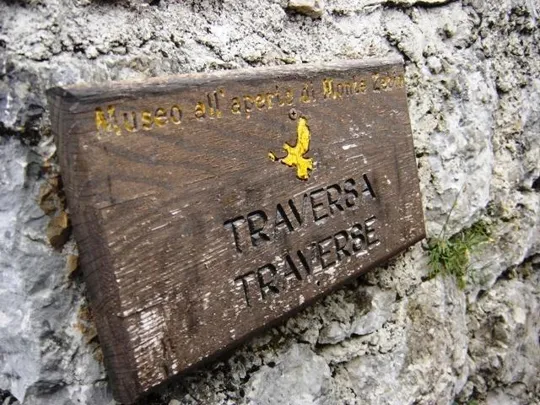 Museo all'aperto di Monte Zebio
TRAVERSA
TRAVERSE